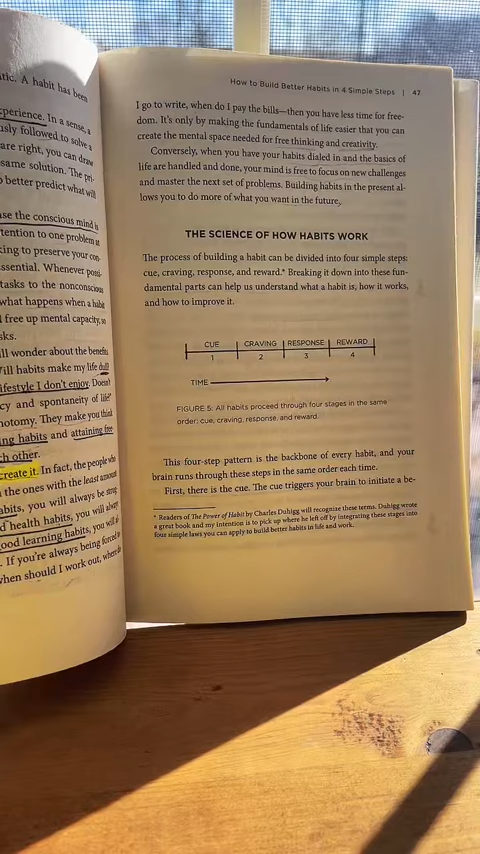 tic. A habit has been
xperience. In a sense, a
usly followed to solve a
are right, you can draw
same solution. The pri-
o better predict what will
use the conscious mind is
tention to one problem at
king to preserve your con-
ssential. Whenever possi-
tasks to the nonconscious
what happens when a habit
l free up mental capacity, so
sks.
ill wonder about the benefits
Will habits make my life dull?
ifestyle I don't enjoy. Doesn't
cy and spontaneity of life?"
hotomy. They make you think
ing habits and attaining free
ch other.
create it. In fact, the people who
the ones with the least amount
abits, you will always be strug-
d health habits, you will always
ood learning habits, you will al-
. If you're always being forced to
when should I work out, where do
How to Build Better Habits in 4 Simple Steps | 47
I go to write, when do I pay the bills—then you have less time for free-
dom. It's only by making the fundamentals of life easier that you can
create the mental space needed for free thinking and creativity.
Conversely, when you have your habits dialed in and the basics of
life are handled and done, your mind is free to focus on new challenges
and master the next set of problems. Building habits in the present al-
lows you to do more of what you want in the future.
THE SCIENCE OF HOW HABITS WORK
The process of building a habit can be divided into four simple steps:
cue, craving, response, and reward.* Breaking it down into these fun-
damental parts can help us understand what a habit is, how it works,
and how to improve it.
CUE CRAVING RESPONSE REWARD
1 2 3 4
TIME
FIGURE 5: All habits proceed through four stages in the same
order: cue, craving, response, and reward.
This four-step pattern is the backbone of every habit, and your
brain runs through these steps in the same order each time.
First, there is the cue. The cue triggers your brain to initiate a be-
* Readers of The Power of Habit by Charles Duhigg will recognize these terms. Duhigg wrote
a great book and my intention is to pick up where he left off by integrating these stages into
four simple laws you can apply to build better habits in life and work.